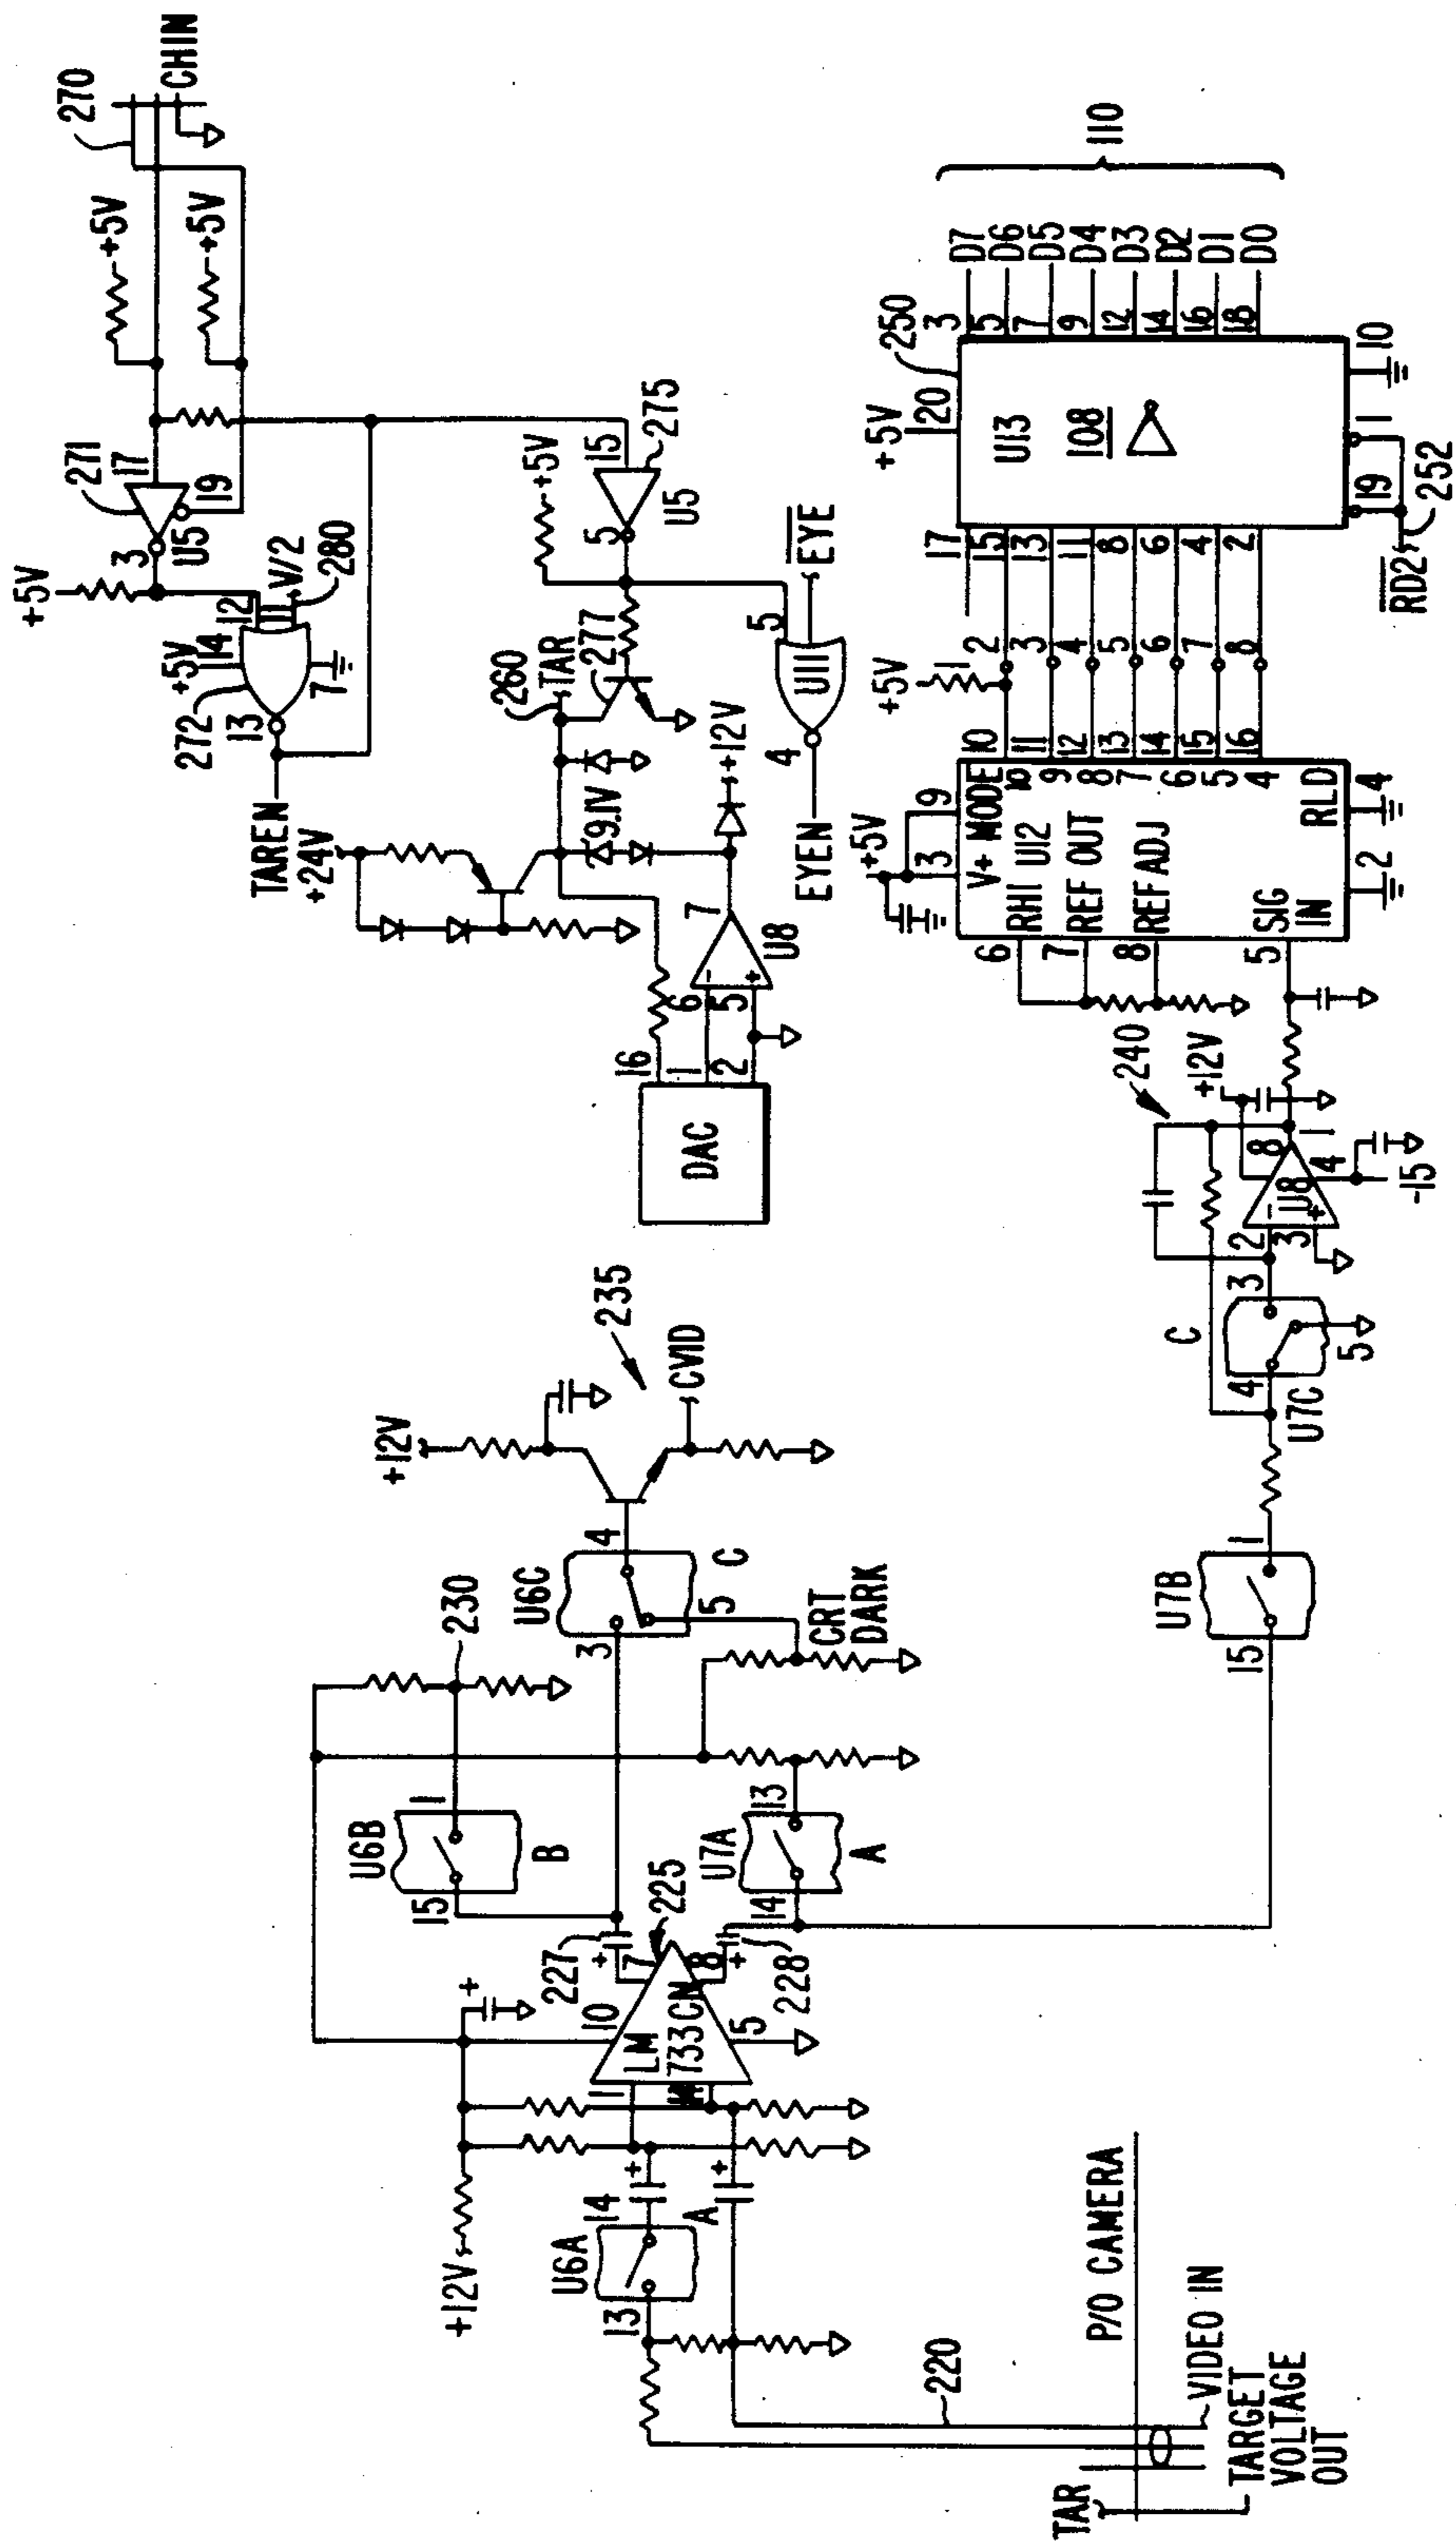 270
CHIN
+5V
+5V
271
17
19
3
U5
+5V
12
11
V/2
280
+5V
14
272
7
13
TAREN
+24V
15
275
U5
5
+5V
277
260
TAR
9.1V
+12V
5
EYE
U11
4
EYEN
7
U8
6
5
-
+
16
1
2
DAC
110
D7
D6
D5
D4
D3
D2
D1
D0
250
3
5
7
9
12
14
16
18
+5V
20
U13
108
10
1
19
252
RD2
17
15
13
11
8
6
4
2
+5V
1
2
3
4
5
6
7
8
10
11
12
13
14
15
16
+5V
3
9
V+ MODE
RHI U12
REF OUT
REF ADJ
SIG
IN
RLD
10
9
8
7
6
5
4
4
2
6
7
8
5
240
+12V
8
1
U8
4
-15
2
3
-
+
3
C
4
5
U7C
1
U7B
15
235
CVID
+12V
4
U6C
C
3
5
CRT
DARK
230
1
U6B
B
15
13
U7A
A
14
225
227
+
7
8
+
228
10
LM
733CN
5
11
+
+12V
+
+
14
A
U6A
13
220
P/O CAMERA
VIDEO IN
TAR
TARGET
VOLTAGE
OUT